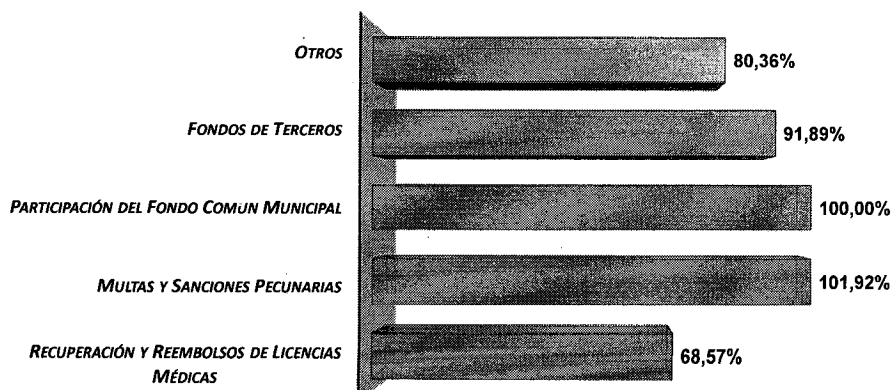 OTROS
80,36%
FONDOS DE TERCEROS
91,89%
PARTICIPACIÓN DEL FONDO COMÚN MUNICIPAL
100,00%
MULTAS Y SANCIONES PECUNARIAS
101,92%
RECUPERACIÓN Y REEMBOLSOS DE LICENCIAS
MÉDICAS
68,57%